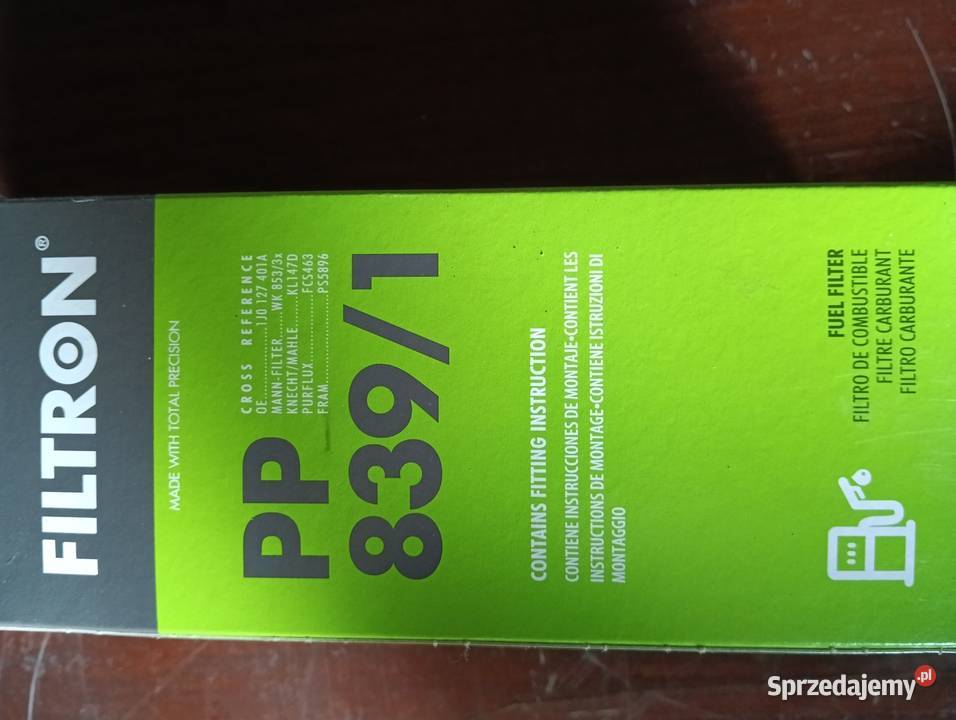 FILTRON®
MADE WITH TOTAL PRECISION
PP
839/1
CROSS REFERENCE
OE....................1J0 127 401A
MANN-FILTER......WK 853/3x
KNECHT/MAHLE........KL147D
PURFLUX..................FCS463
FRAM......................PS5896
CONTAINS FITTING INSTRUCTION
CONTIENE INSTRUCCIONES DE MONTAJE•CONTIENT LES
INSTRUCTIONS DE MONTAGE•CONTIENE ISTRUZIONI DI
MONTAGGIO
FUEL FILTER
FILTRO DE COMBUSTIBLE
FILTRE CARBURANT
FILTRO CARBURANTE
Sprzedajemy.pl